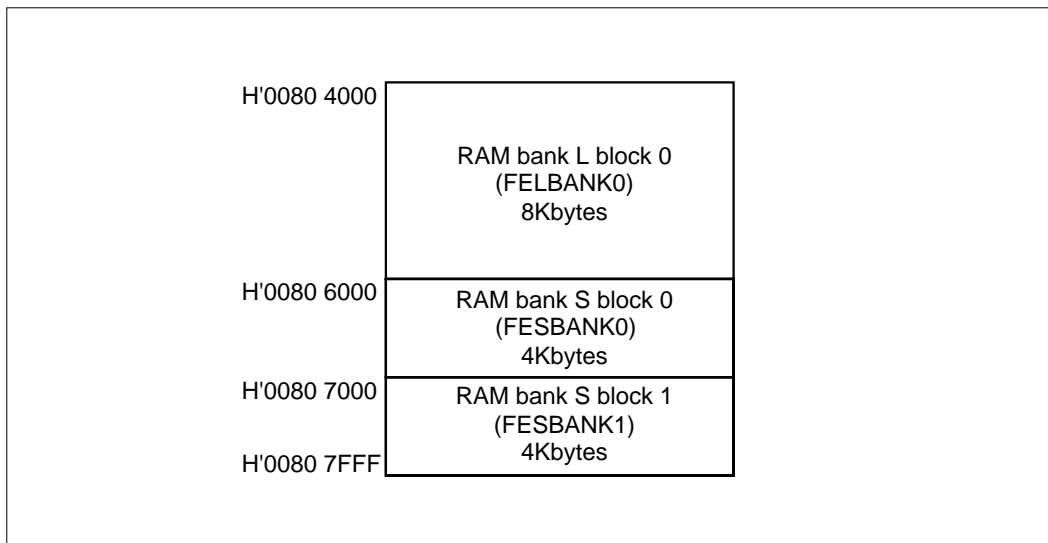 H'0080 4000
RAM bank L block 0
(FELBANK0)
8Kbytes
H'0080 6000
RAM bank S block 0
(FESBANK0)
4Kbytes
H'0080 7000
RAM bank S block 1
(FESBANK1)
4Kbytes
H'0080 7FFF